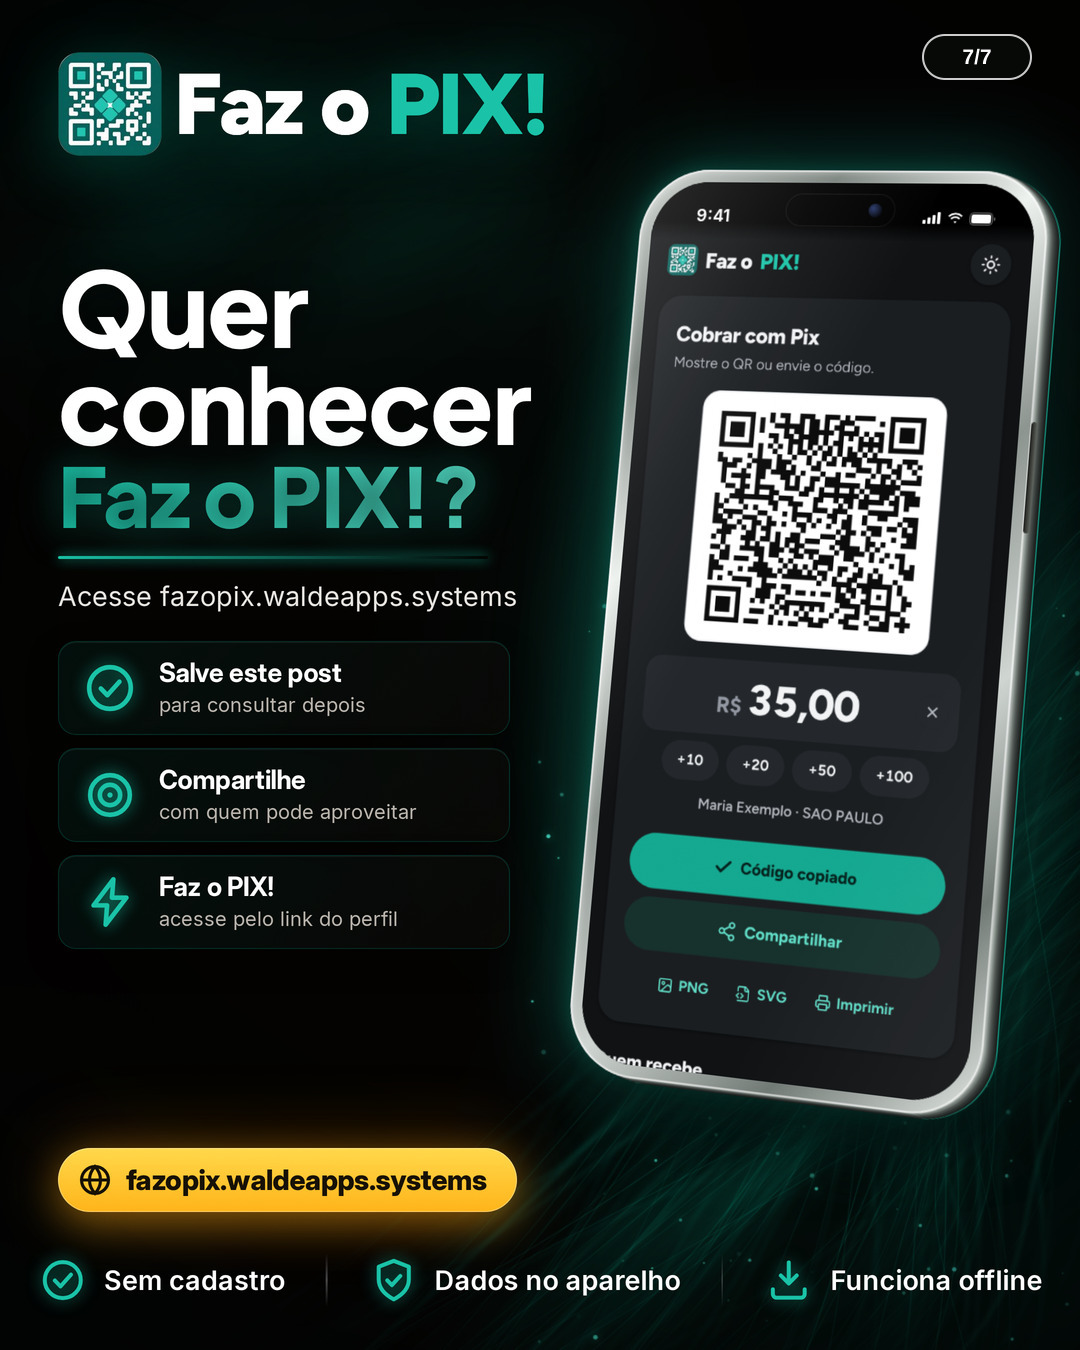 Faz o PIX!
7/7
Quer
conhecer
Faz o PIX!?
Acesse fazopix.waldeapps.systems
Salve este post
para consultar depois
Compartilhe
com quem pode aproveitar
Faz o PIX!
acesse pelo link do perfil
9:41
Faz o PIX!
Cobrar com Pix
Mostre o QR ou envie o código.
R$ 35,00 ×
+10 +20 +50 +100
Maria Exemplo · SAO PAULO
Código copiado
Compartilhar
PNG SVG Imprimir
uem recebe
fazopix.waldeapps.systems
Sem cadastro
Dados no aparelho
Funciona offline